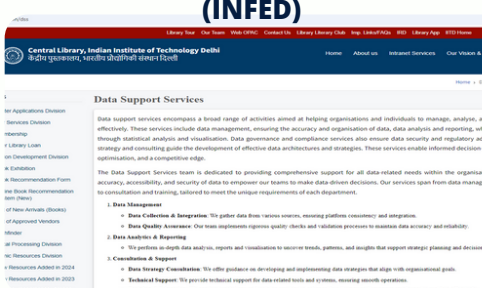 (INFED)
Library Tour Our Team Web OPAC Contact Us Library Literary Club Imp. Links/FAQs IRD Library App IITD Home
Central Library, Indian Institute of Technology Delhi
केंद्रीय पुस्तकालय, भारतीय प्रौद्योगिकी संस्थान दिल्ली
Home About us Intranet Services Our Vision &
Home
Data Support Services
Data support services encompass a broad range of activities aimed at helping organisations and individuals to manage, analyse,
effectively. These services include data management, ensuring the accuracy and organisation of data, data analysis and reporting,
through statistical and visualisation. Data governance and compliance services also ensure data security and regulatory
strategy and consulting guide the development of effective data architectures and strategies. These services enable informed decision
optimisation, and a competitive edge.
The Data Support Services team is dedicated to providing comprehensive support for all data-related needs within the
accuracy, accessibility, and security of data to empower our teams to make data-driven decisions. Our services span from data
to consultation and training, tailored to meet the unique requirements of each department.
1. Data Management
Data Collection & Integration: We gather data from various sources, ensuring platform consistency and integration.
Data Quality Assurance: Our team implements rigorous quality checks and validation processes to maintain data accuracy and reliability.
2. Data Analytics & Reporting
We perform in-depth data analysis, reports and visualisation to uncover trends, patterns, and insights that support strategic planning and
3. Consultation & Support
Data Strategy Consultation: We offer guidance on developing and implementing data strategies that align with organisational goals.
Technical Support: We provide technical support for data-related tools and systems, ensuring smooth operations.
Applications Division
Services Division
Library Loan
Development Division
Exhibition
Recommendation Form
Book Recommendation
(New)
of New Arrivals (Books)
of Approved Vendors
Processing Division
Resources Division
Resources Added in 2024
Resources Added in 2023